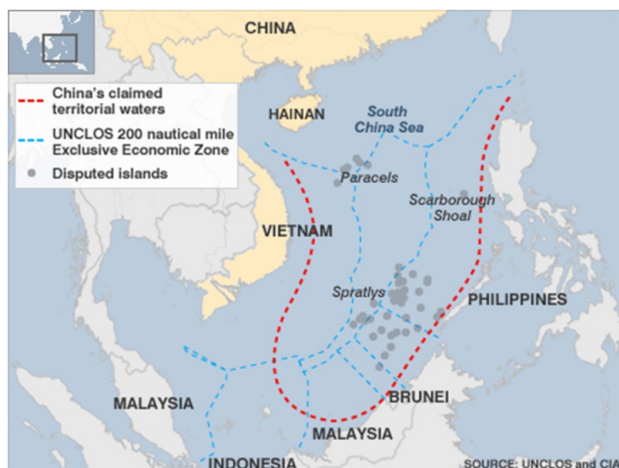 CHINA
China's claimed
territorial waters
UNCLOS 200 nautical mile
Exclusive Economic Zone
Disputed islands
HAINAN
South
China Sea
Paracels
Scarborough
Shoal
VIETNAM
Spratlys
PHILIPPINES
MALAYSIA
BRUNEI
MALAYSIA
INDONESIA
SOURCE: UNCLOS and CIA